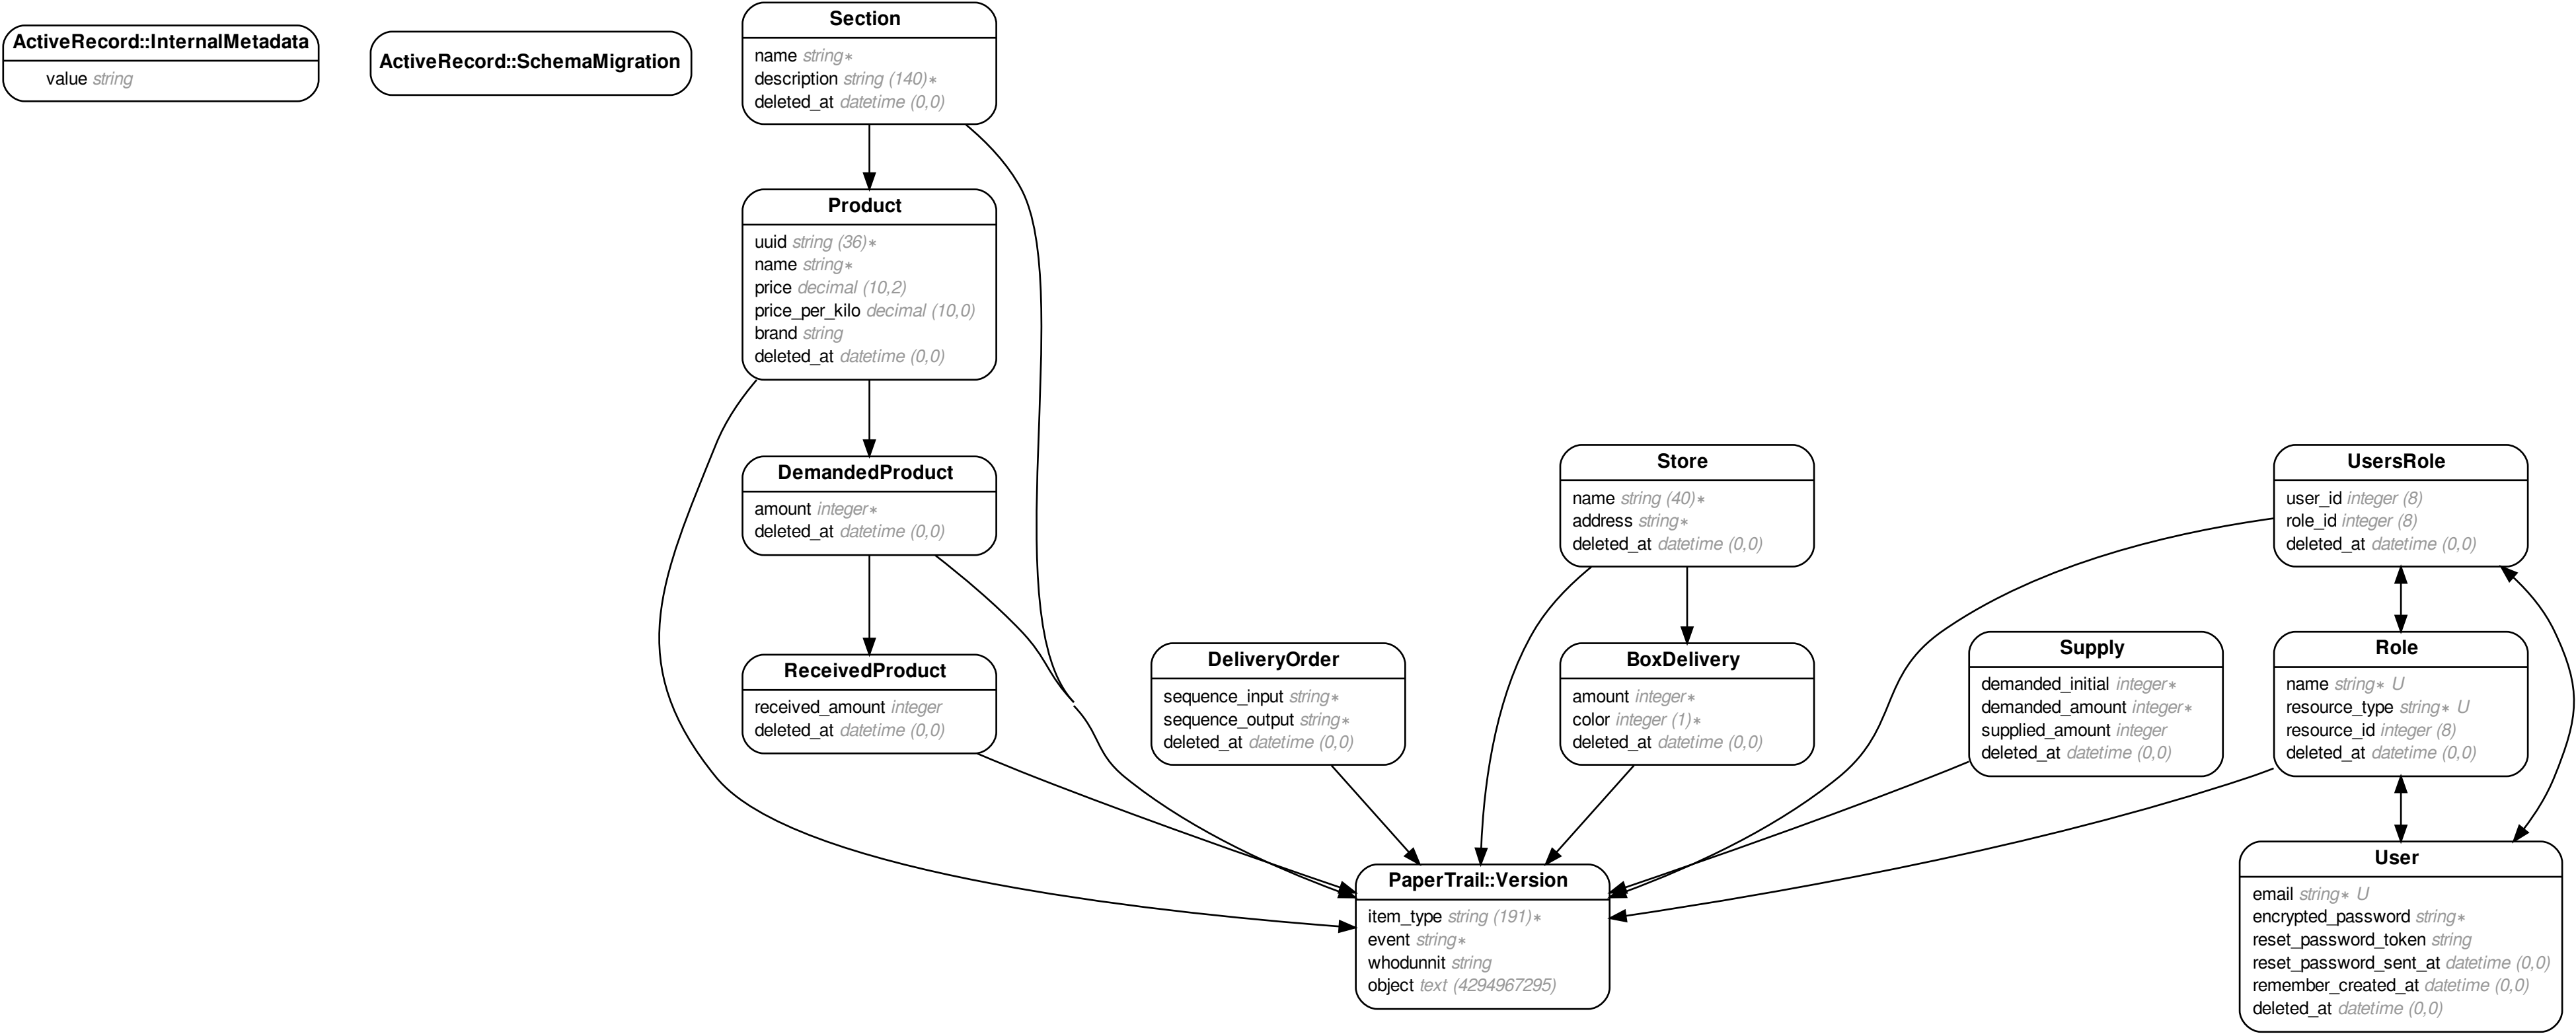 ActiveRecord::InternalMetadata
value string
ActiveRecord::SchemaMigration
Section
name string∗
description string (140)∗
deleted_at datetime (0,0)
Product
uuid string (36)∗
name string∗
price decimal (10,2)
price_per_kilo decimal (10,0)
brand string
deleted_at datetime (0,0)
DemandedProduct
amount integer∗
deleted_at datetime (0,0)
ReceivedProduct
received_amount integer
deleted_at datetime (0,0)
DeliveryOrder
sequence_input string∗
sequence_output string∗
deleted_at datetime (0,0)
Store
name string (40)∗
address string∗
deleted_at datetime (0,0)
BoxDelivery
amount integer∗
color integer (1)∗
deleted_at datetime (0,0)
PaperTrail::Version
item_type string (191)∗
event string∗
whodunnit string
object text (4294967295)
Supply
demanded_initial integer∗
demanded_amount integer∗
supplied_amount integer
deleted_at datetime (0,0)
UsersRole
user_id integer (8)
role_id integer (8)
deleted_at datetime (0,0)
Role
name string∗ U
resource_type string∗ U
resource_id integer (8)
deleted_at datetime (0,0)
User
email string∗ U
encrypted_password string∗
reset_password_token string
reset_password_sent_at datetime (0,0)
remember_created_at datetime (0,0)
deleted_at datetime (0,0)